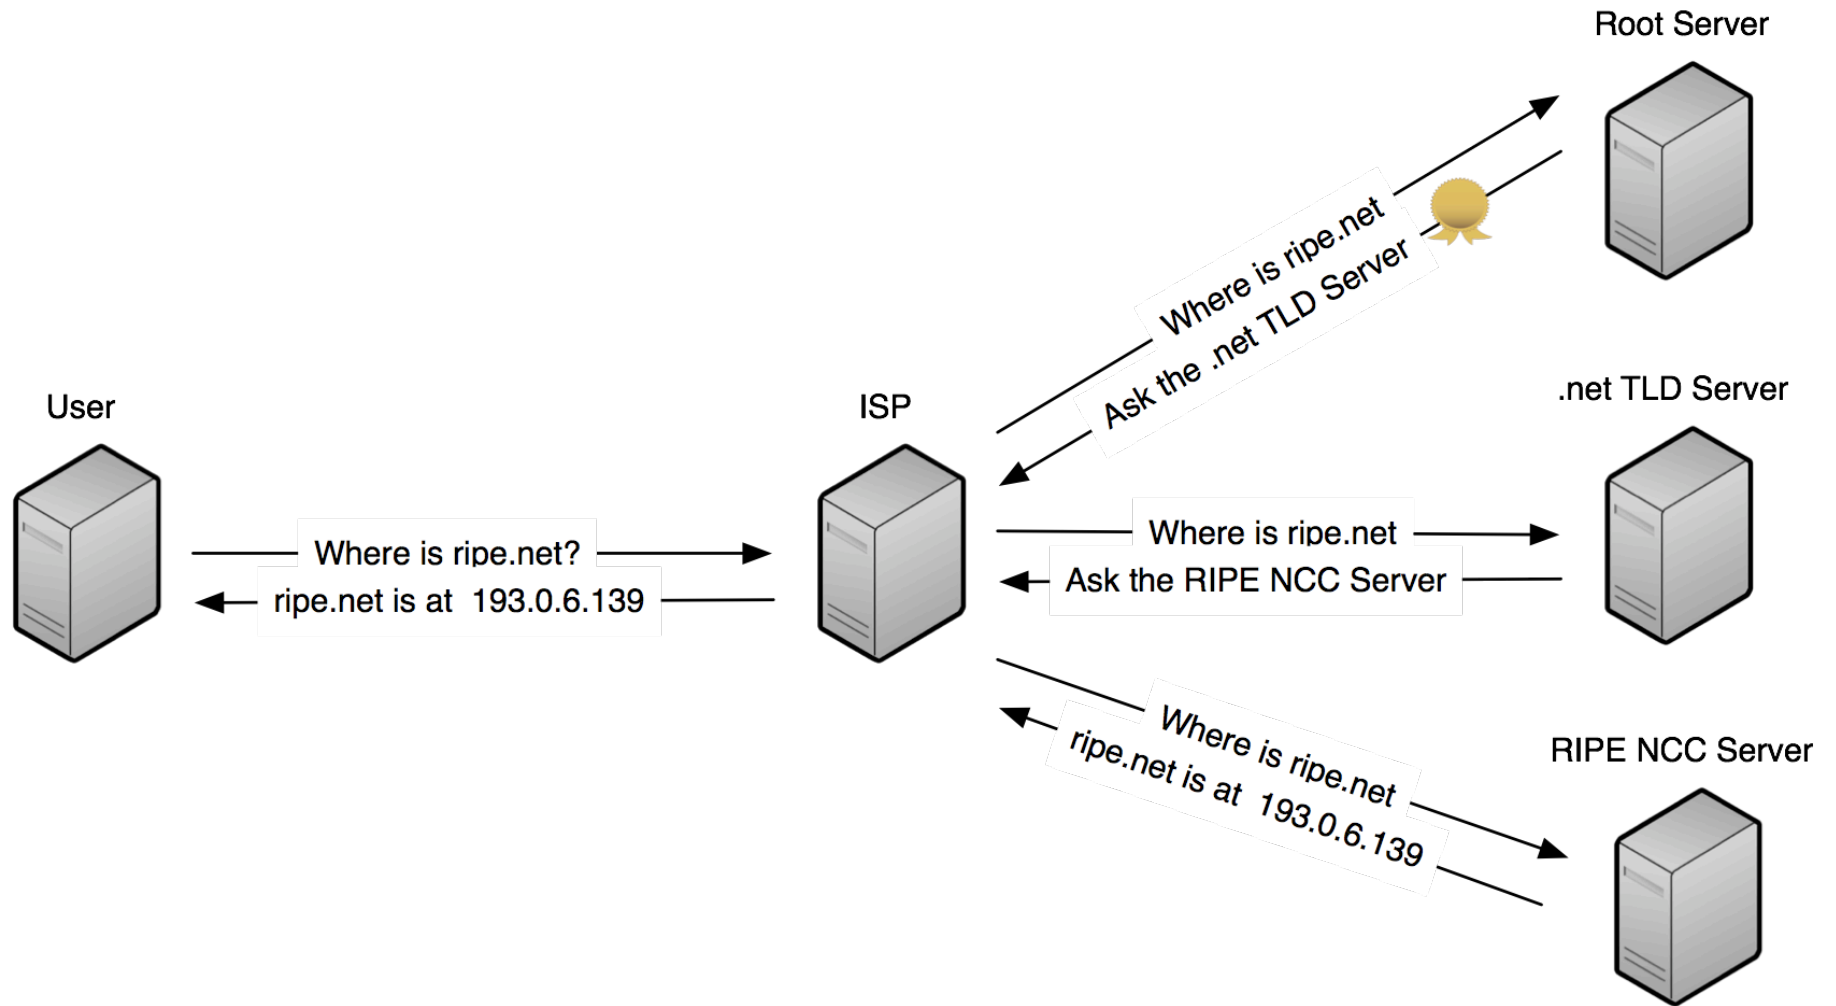 Root Server
Where is ripe.net
Ask the .net TLD Server
.net TLD Server
User
ISP
Where is ripe.net?
ripe.net is at 193.0.6.139
Where is ripe.net
Ask the RIPE NCC Server
RIPE NCC Server
Where is ripe.net
ripe.net is at 193.0.6.139